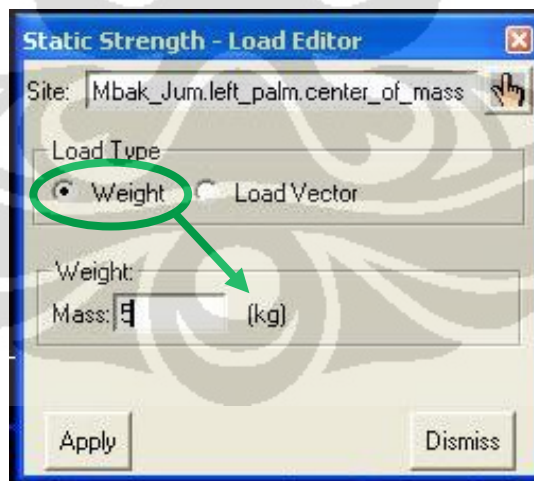 Static Strength - Load Editor
Site: Mbak_Jum.left_palm.center_of_mass
Load Type
Weight Load Vector
Weight:
Mass: 5 (kg)
Apply Dismiss